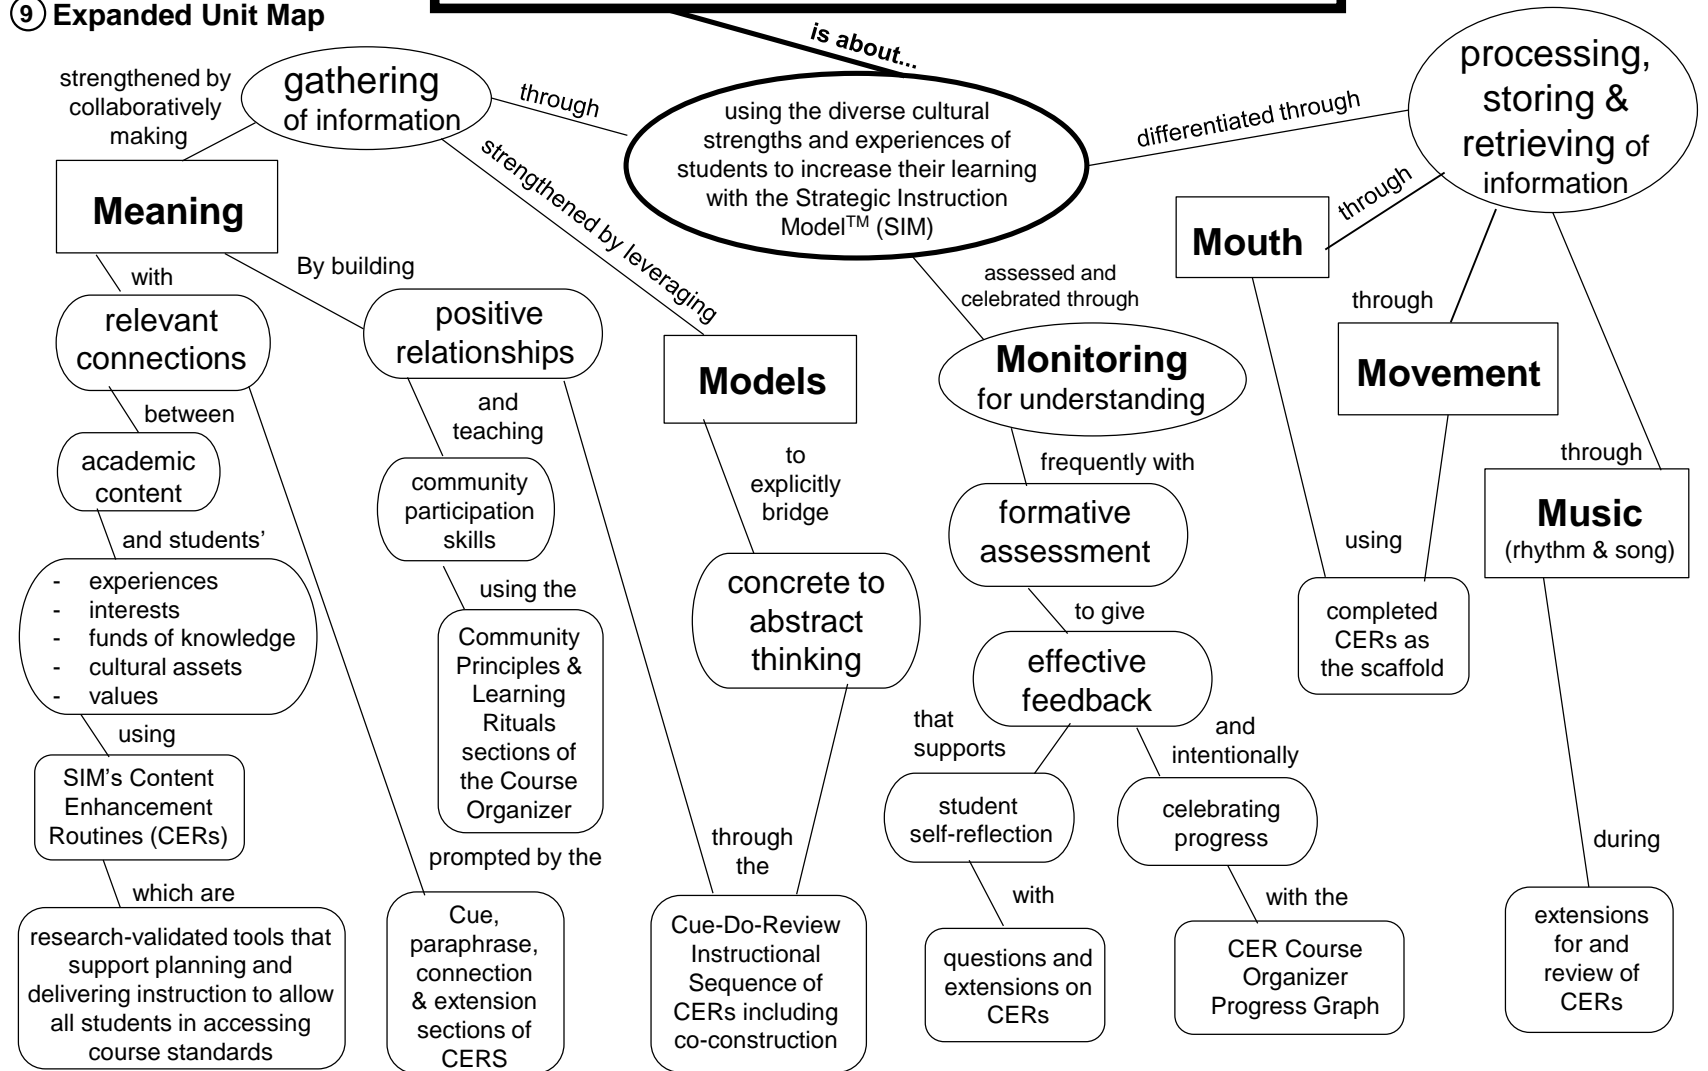 9 Expanded Unit Map
is about...
strengthened by
collaboratively
making
gathering
of information
through
using the diverse cultural
strengths and experiences of
students to increase their learning
with the Strategic Instruction
Model™ (SIM)
differentiated through
processing,
storing &
retrieving of
information
strengthened by leveraging
Meaning
with
By building
relevant
connections
positive
relationships
between
academic
content
and students’
- experiences
- interests
- funds of knowledge
- cultural assets
- values
using
SIM’s Content
Enhancement
Routines (CERs)
which are
research-validated tools that
support planning and
delivering instruction to allow
all students in accessing
course standards
and
teaching
community
participation
skills
using the
Community
Principles &
Learning
Rituals
sections of
the Course
Organizer
prompted by the
Cue,
paraphrase,
connection
& extension
sections of
CERS
Models
to
explicitly
bridge
concrete to
abstract
thinking
through
the
Cue-Do-Review
Instructional
Sequence of
CERs including
co-construction
assessed and
celebrated through
Monitoring
for understanding
frequently with
formative
assessment
to give
effective
feedback
that
supports
student
self-reflection
with
questions and
extensions on
CERs
and
intentionally
celebrating
progress
with the
CER Course
Organizer
Progress Graph
through
Mouth
through
Movement
using
completed
CERs as
the scaffold
through
Music
(rhythm & song)
during
extensions
for and
review of
CERs